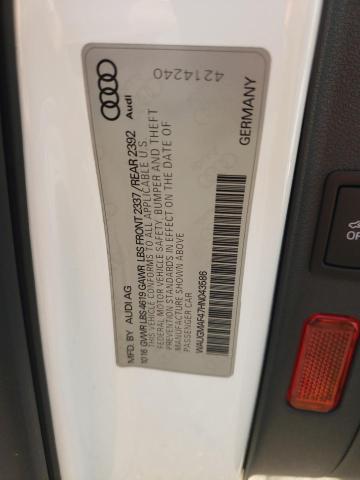 Audi
4214240
GERMANY
MFD. BY AUDI AG
10.16 GVWR LBS 4619 GAWR LBS FRONT 2337 / REAR 2392
THIS VEHICLE CONFORMS TO ALL APPLICABLE U.S.
FEDERAL MOTOR VEHICLE SAFETY, BUMPER AND THEFT
PREVENTION STANDARDS IN EFFECT ON THE DATE OF
MANUFACTURE SHOWN ABOVE
PASSENGER CAR
WAUGMAF47HN043586